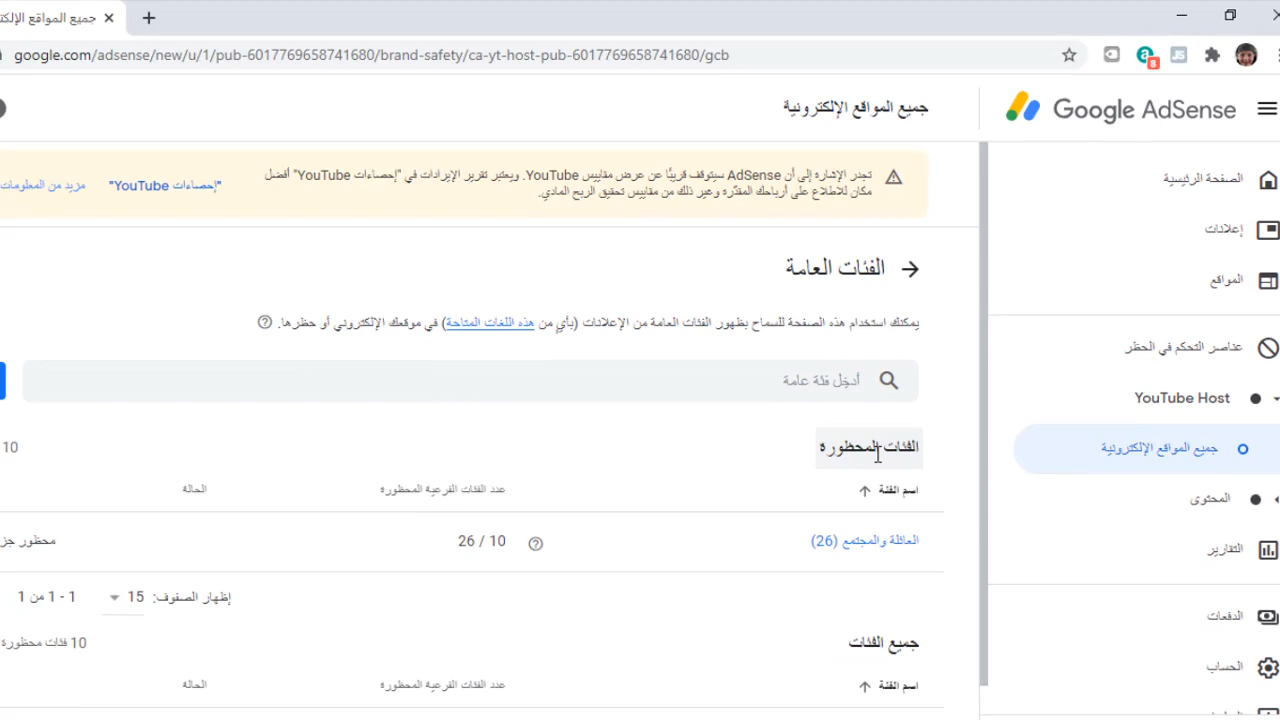 جميع المواقع الإلك
google.com/adsense/new/u/1/pub-6017769658741680/brand-safety/ca-yt-host-pub-6017769658741680/gcb
8
JS
Google AdSense
جميع المواقع الإلكترونية
تجدر الإشارة إلى أن AdSense سيتوقف قريبًا عن عرض مقاييس YouTube. ويعتبر تقرير الإيرادات في "إحصاءات YouTube" أفضل
مكان للاطلاع على أرباحك المقدَّرة وغير ذلك من مقاييس تحقيق الربح المادي.
"إحصاءات YouTube"
مزيد من المعلومات
الفئات العامة
يمكنك استخدام هذه الصفحة للسماح بظهور الفئات العامة من الإعلانات (بأيٍ من هذه اللغات المتاحة) في موقعك الإلكتروني أو حظرها.
أدخِل فئة عامة
الفئات المحظورة
10
اسم الفئة
عدد الفئات الفرعية المحظورة
الحالة
العائلة والمجتمع (26)
26 / 10
محظور جز
إظهار الصفوف: 15
1 - 1 من 1
جميع الفئات
10 فئات محظورة
اسم الفئة
عدد الفئات الفرعية المحظورة
الحالة
الصفحة الرئيسية
إعلانات
المواقع
عناصر التحكم في الحظر
YouTube Host
جميع المواقع الإلكترونية
المحتوى
التقارير
الدفعات
الحساب